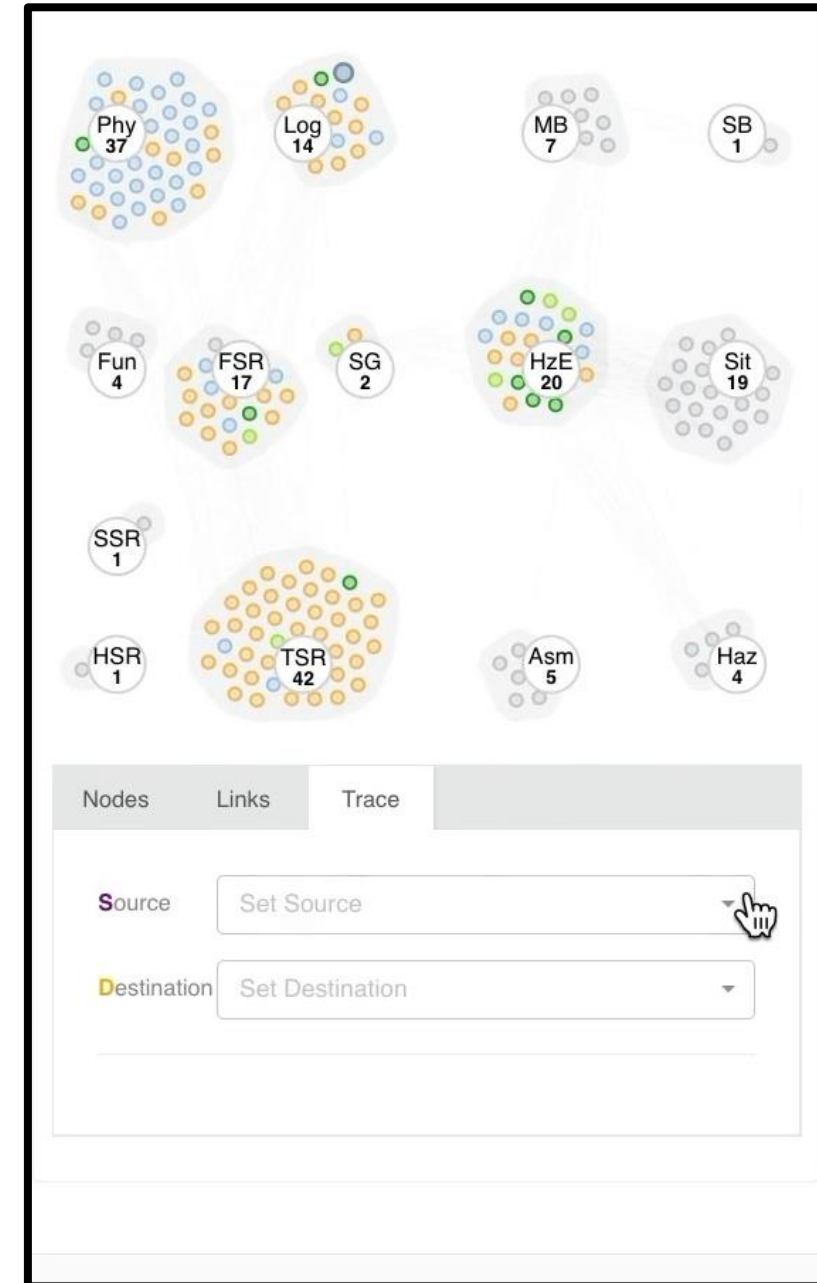 Phy
37
Log
14
MB
7
SB
1
Fun
4
FSR
17
SG
2
HzE
20
Sit
19
SSR
1
HSR
1
TSR
42
Asm
5
Haz
4
Nodes Links Trace
Source Set Source
Destination Set Destination